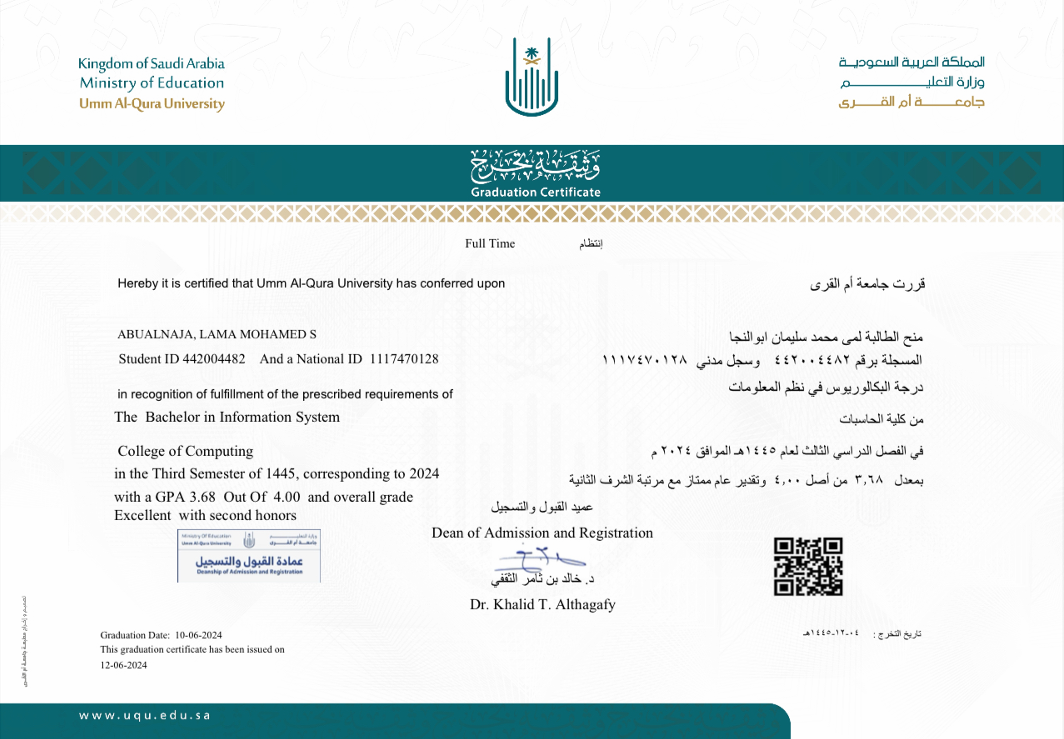 Kingdom of Saudi Arabia
Ministry of Education
Umm Al-Qura University
المملكة العربية السعودية
وزارة التعليم
جامعة أم القرى
وثيقة تخرج
Graduation Certificate
Full Time
إنتظام
Hereby it is certified that Umm Al-Qura University has conferred upon
ABUALNAJA, LAMA MOHAMED S
Student ID 442004482 And a National ID 1117470128
in recognition of fulfillment of the prescribed requirements of
The Bachelor in Information System
College of Computing
in the Third Semester of 1445, corresponding to 2024
with a GPA 3.68 Out Of 4.00 and overall grade
Excellent with second honors
قررت جامعة أم القرى
منح الطالبة لمى محمد سليمان ابوالنجا
المسجلة برقم ٤٤٢٠٠٤٤٨٢ وسجل مدني ١١١٧٤٧٠١٢٨
درجة البكالوريوس في نظم المعلومات
من كلية الحاسبات
في الفصل الدراسي الثالث لعام ١٤٤٥هـ الموافق ٢٠٢٤ م
بمعدل ٣,٦٨ من أصل ٤,٠٠ وتقدير عام ممتاز مع مرتبة الشرف الثانية
عميد القبول والتسجيل
Dean of Admission and Registration
د. خالد بن ثامر الثقفي
Dr. Khalid T. Althagafy
Ministry Of Education
Umm Al-Qura University
وزارة التعليم
جامعة أم القرى
عمادة القبول والتسجيل
Deanship of Admission and Registration
Graduation Date: 10-06-2024
This graduation certificate has been issued on
12-06-2024
تاريخ التخرج : ٠٤-١٢-١٤٤٥هـ
www.uqu.edu.sa